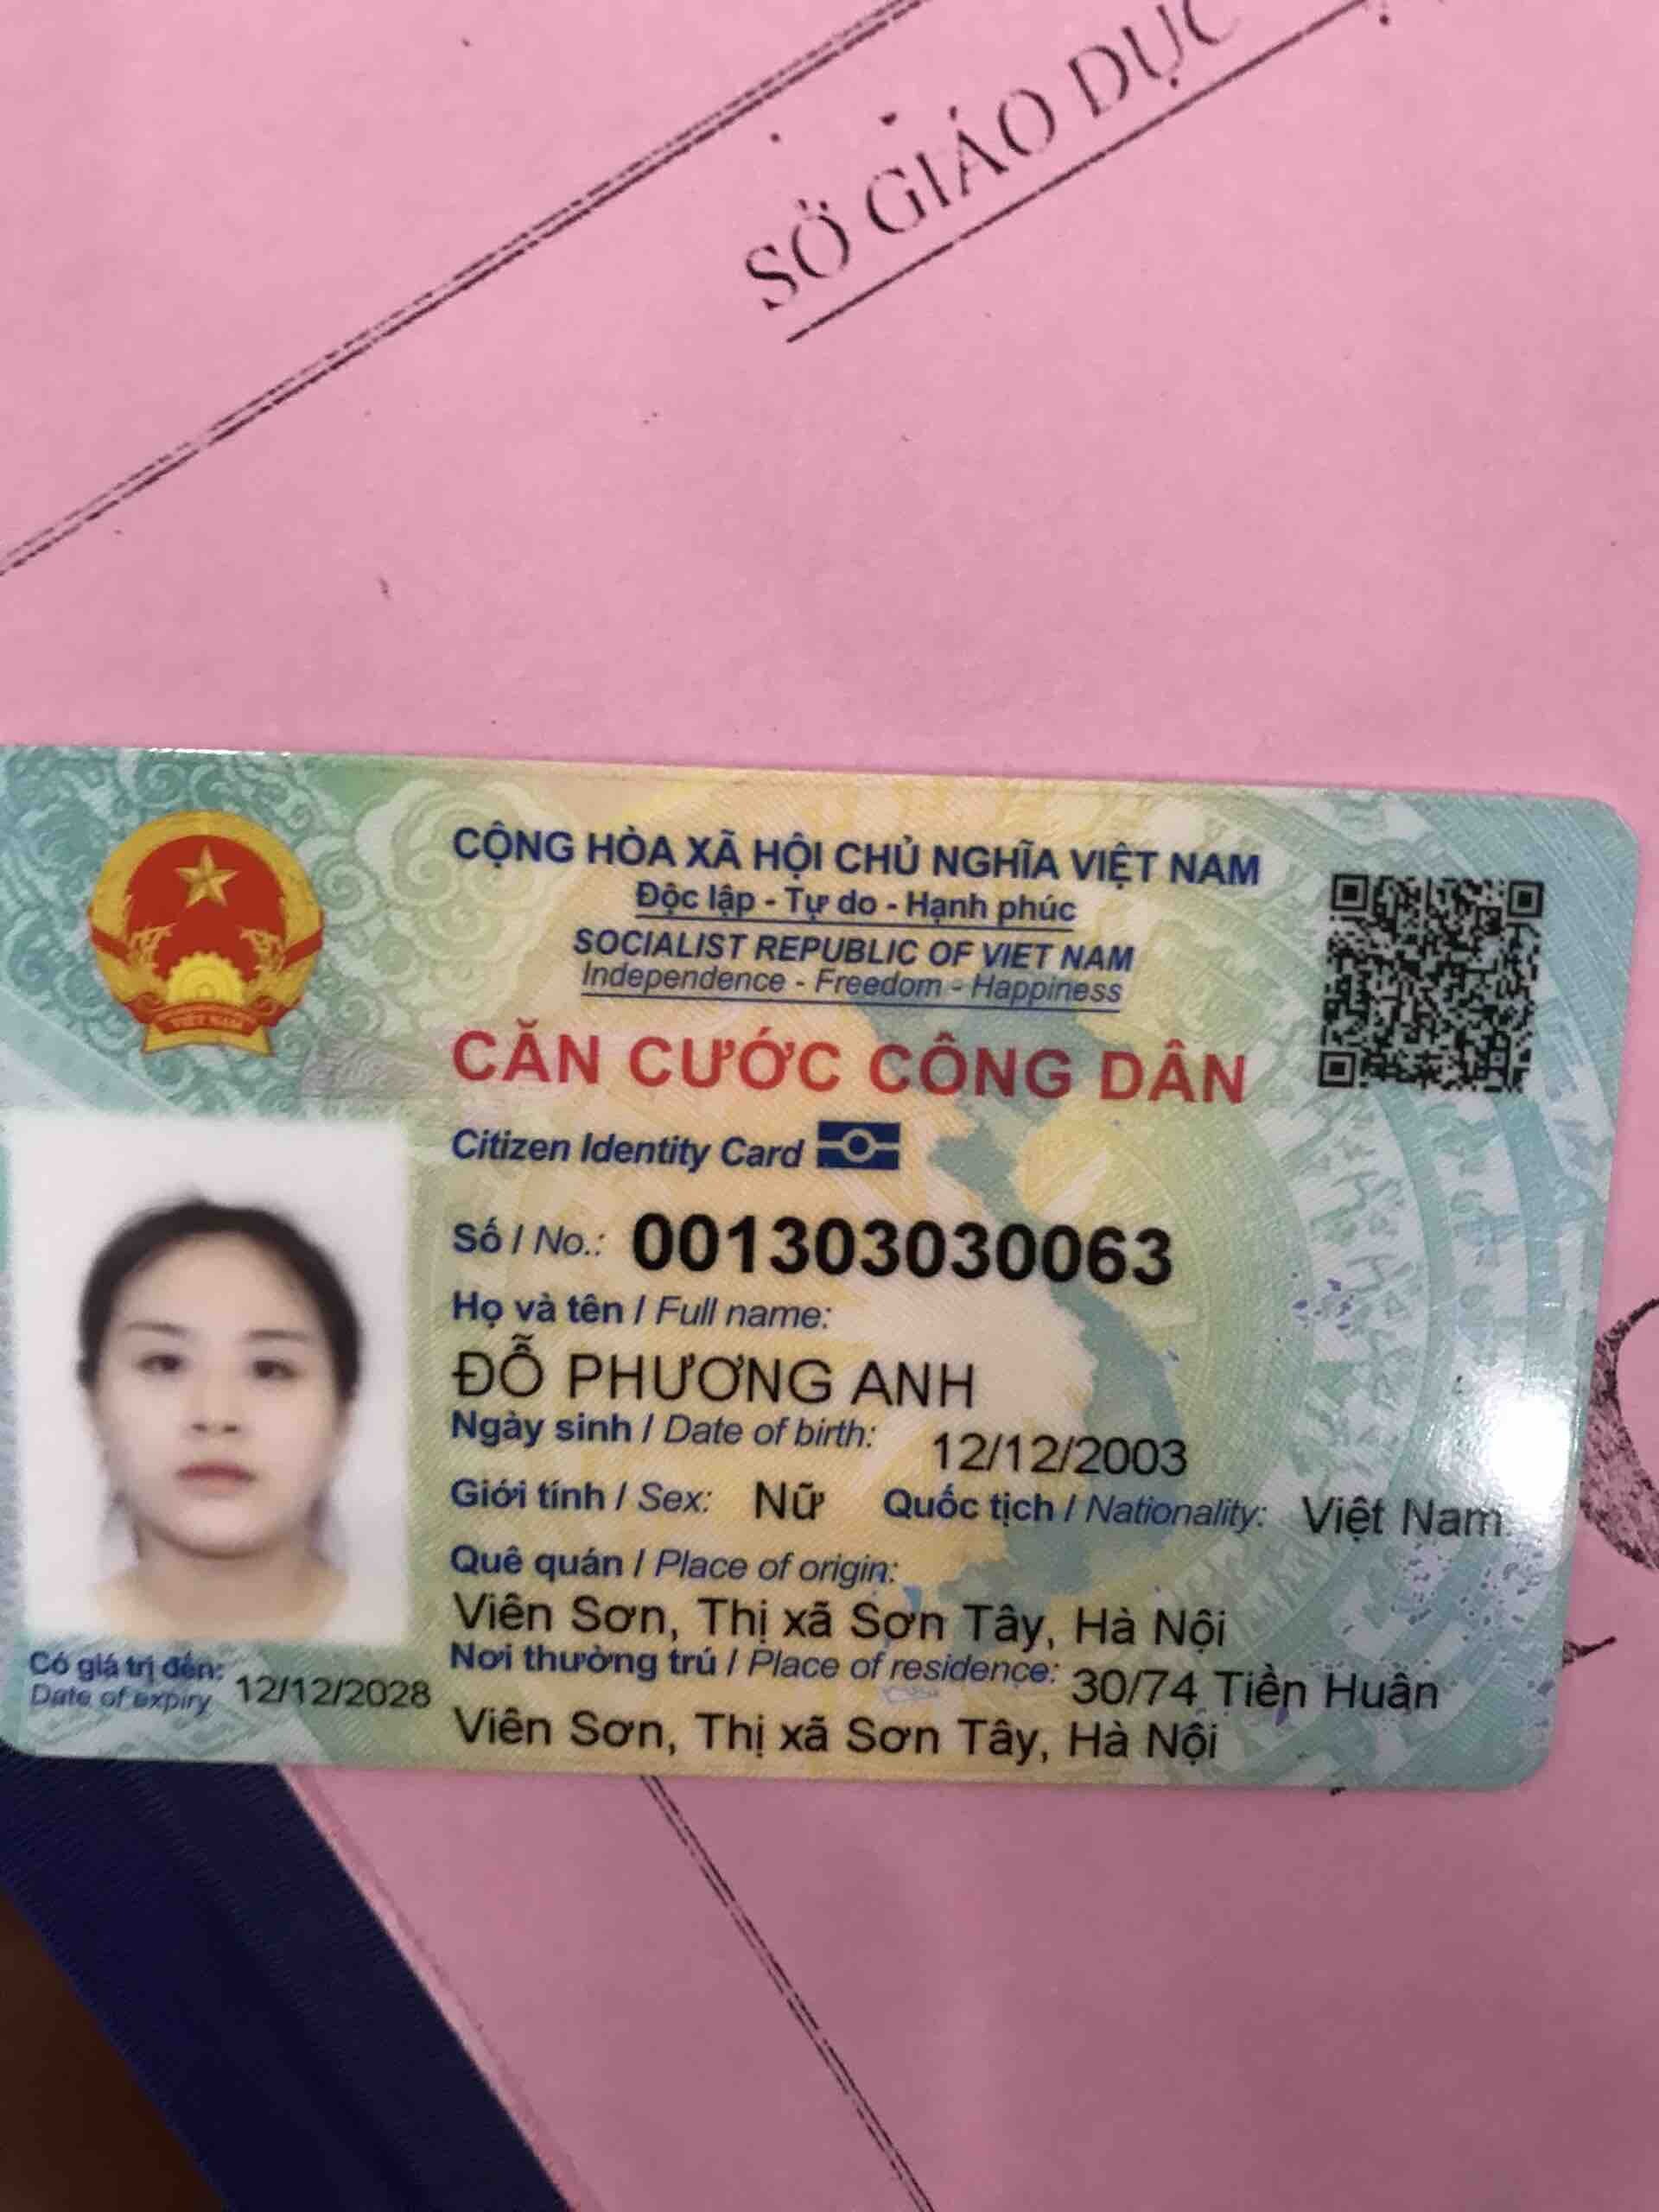 SỞ GIÁO DỤC
CỘNG HÒA XÃ HỘI CHỦ NGHĨA VIỆT NAM
Độc lập - Tự do - Hạnh phúc
SOCIALIST REPUBLIC OF VIET NAM
Independence - Freedom - Happiness
CĂN CƯỚC CÔNG DÂN
Citizen Identity Card
Số / No.: 001303030063
Họ và tên / Full name:
ĐỖ PHƯƠNG ANH
Ngày sinh / Date of birth: 12/12/2003
Giới tính / Sex: Nữ Quốc tịch / Nationality: Việt Nam
Quê quán / Place of origin:
Viên Sơn, Thị xã Sơn Tây, Hà Nội
Nơi thường trú / Place of residence: 30/74 Tiền Huân
Viên Sơn, Thị xã Sơn Tây, Hà Nội
Có giá trị đến: 12/12/2028
Date of expiry
VIỆT NAM